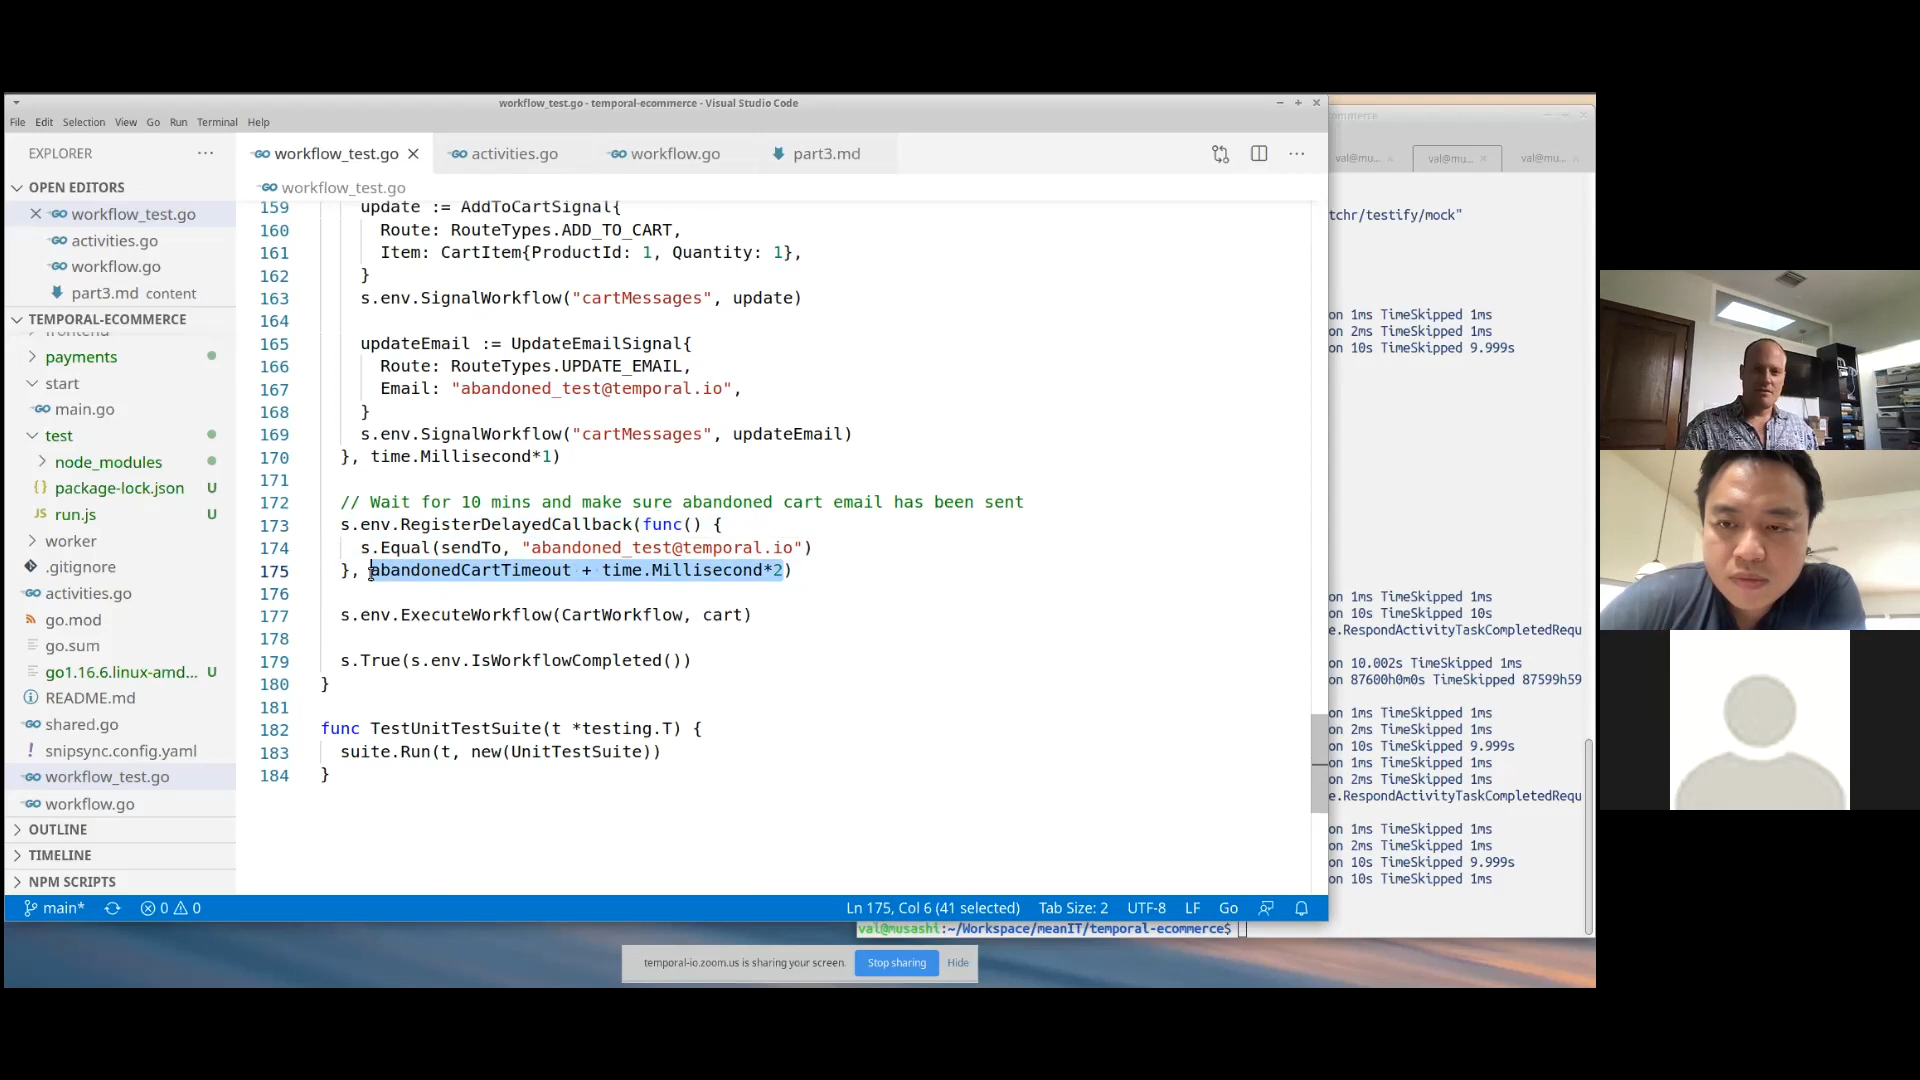 workflow_test.go - temporal-ecommerce - Visual Studio Code
File Edit Selection View Go Run Terminal Help
EXPLORER
OPEN EDITORS
workflow_test.go
activities.go
workflow.go
part3.md content
TEMPORAL-ECOMMERCE
frontend
payments
start
main.go
test
node_modules
package-lock.json U
run.js U
worker
.gitignore
activities.go
go.mod
go.sum
go1.16.6.linux-amd... U
README.md
shared.go
snipsync.config.yaml
workflow_test.go
workflow.go
OUTLINE
TIMELINE
NPM SCRIPTS
workflow_test.go activities.go workflow.go part3.md
workflow_test.go
159 update := AddToCartSignal{
160 Route: RouteTypes.ADD_TO_CART,
161 Item: CartItem{ProductId: 1, Quantity: 1},
162 }
163 s.env.SignalWorkflow("cartMessages", update)
164
165 updateEmail := UpdateEmailSignal{
166 Route: RouteTypes.UPDATE_EMAIL,
167 Email: "abandoned_test@temporal.io",
168 }
169 s.env.SignalWorkflow("cartMessages", updateEmail)
170 }, time.Millisecond*1)
171
172 // Wait for 10 mins and make sure abandoned cart email has been sent
173 s.env.RegisterDelayedCallback(func() {
174 s.Equal(sendTo, "abandoned_test@temporal.io")
175 }, abandonedCartTimeout + time.Millisecond*2)
176
177 s.env.ExecuteWorkflow(CartWorkflow, cart)
178
179 s.True(s.env.IsWorkflowCompleted())
180 }
181
182 func TestUnitTestSuite(t *testing.T) {
183 suite.Run(t, new(UnitTestSuite))
184 }
main* 0 0 Ln 175, Col 6 (41 selected) Tab Size: 2 UTF-8 LF Go
ommerce
val@mu... val@mu... val@mu...
tchr/testify/mock"
on 1ms TimeSkipped 1ms
on 2ms TimeSkipped 1ms
on 10s TimeSkipped 9.999s
on 1ms TimeSkipped 1ms
on 10s TimeSkipped 10s
e.RespondActivityTaskCompletedRequ
on 10.002s TimeSkipped 1ms
on 87600h0m0s TimeSkipped 87599h59
on 1ms TimeSkipped 1ms
on 2ms TimeSkipped 1ms
on 10s TimeSkipped 9.999s
on 1ms TimeSkipped 1ms
on 2ms TimeSkipped 1ms
e.RespondActivityTaskCompletedRequ
on 1ms TimeSkipped 1ms
on 2ms TimeSkipped 1ms
on 10s TimeSkipped 9.999s
on 10s TimeSkipped 1ms
val@musashi:~/Workspace/meanIT/temporal-ecommerce$
temporal-io.zoom.us is sharing your screen. Stop sharing Hide